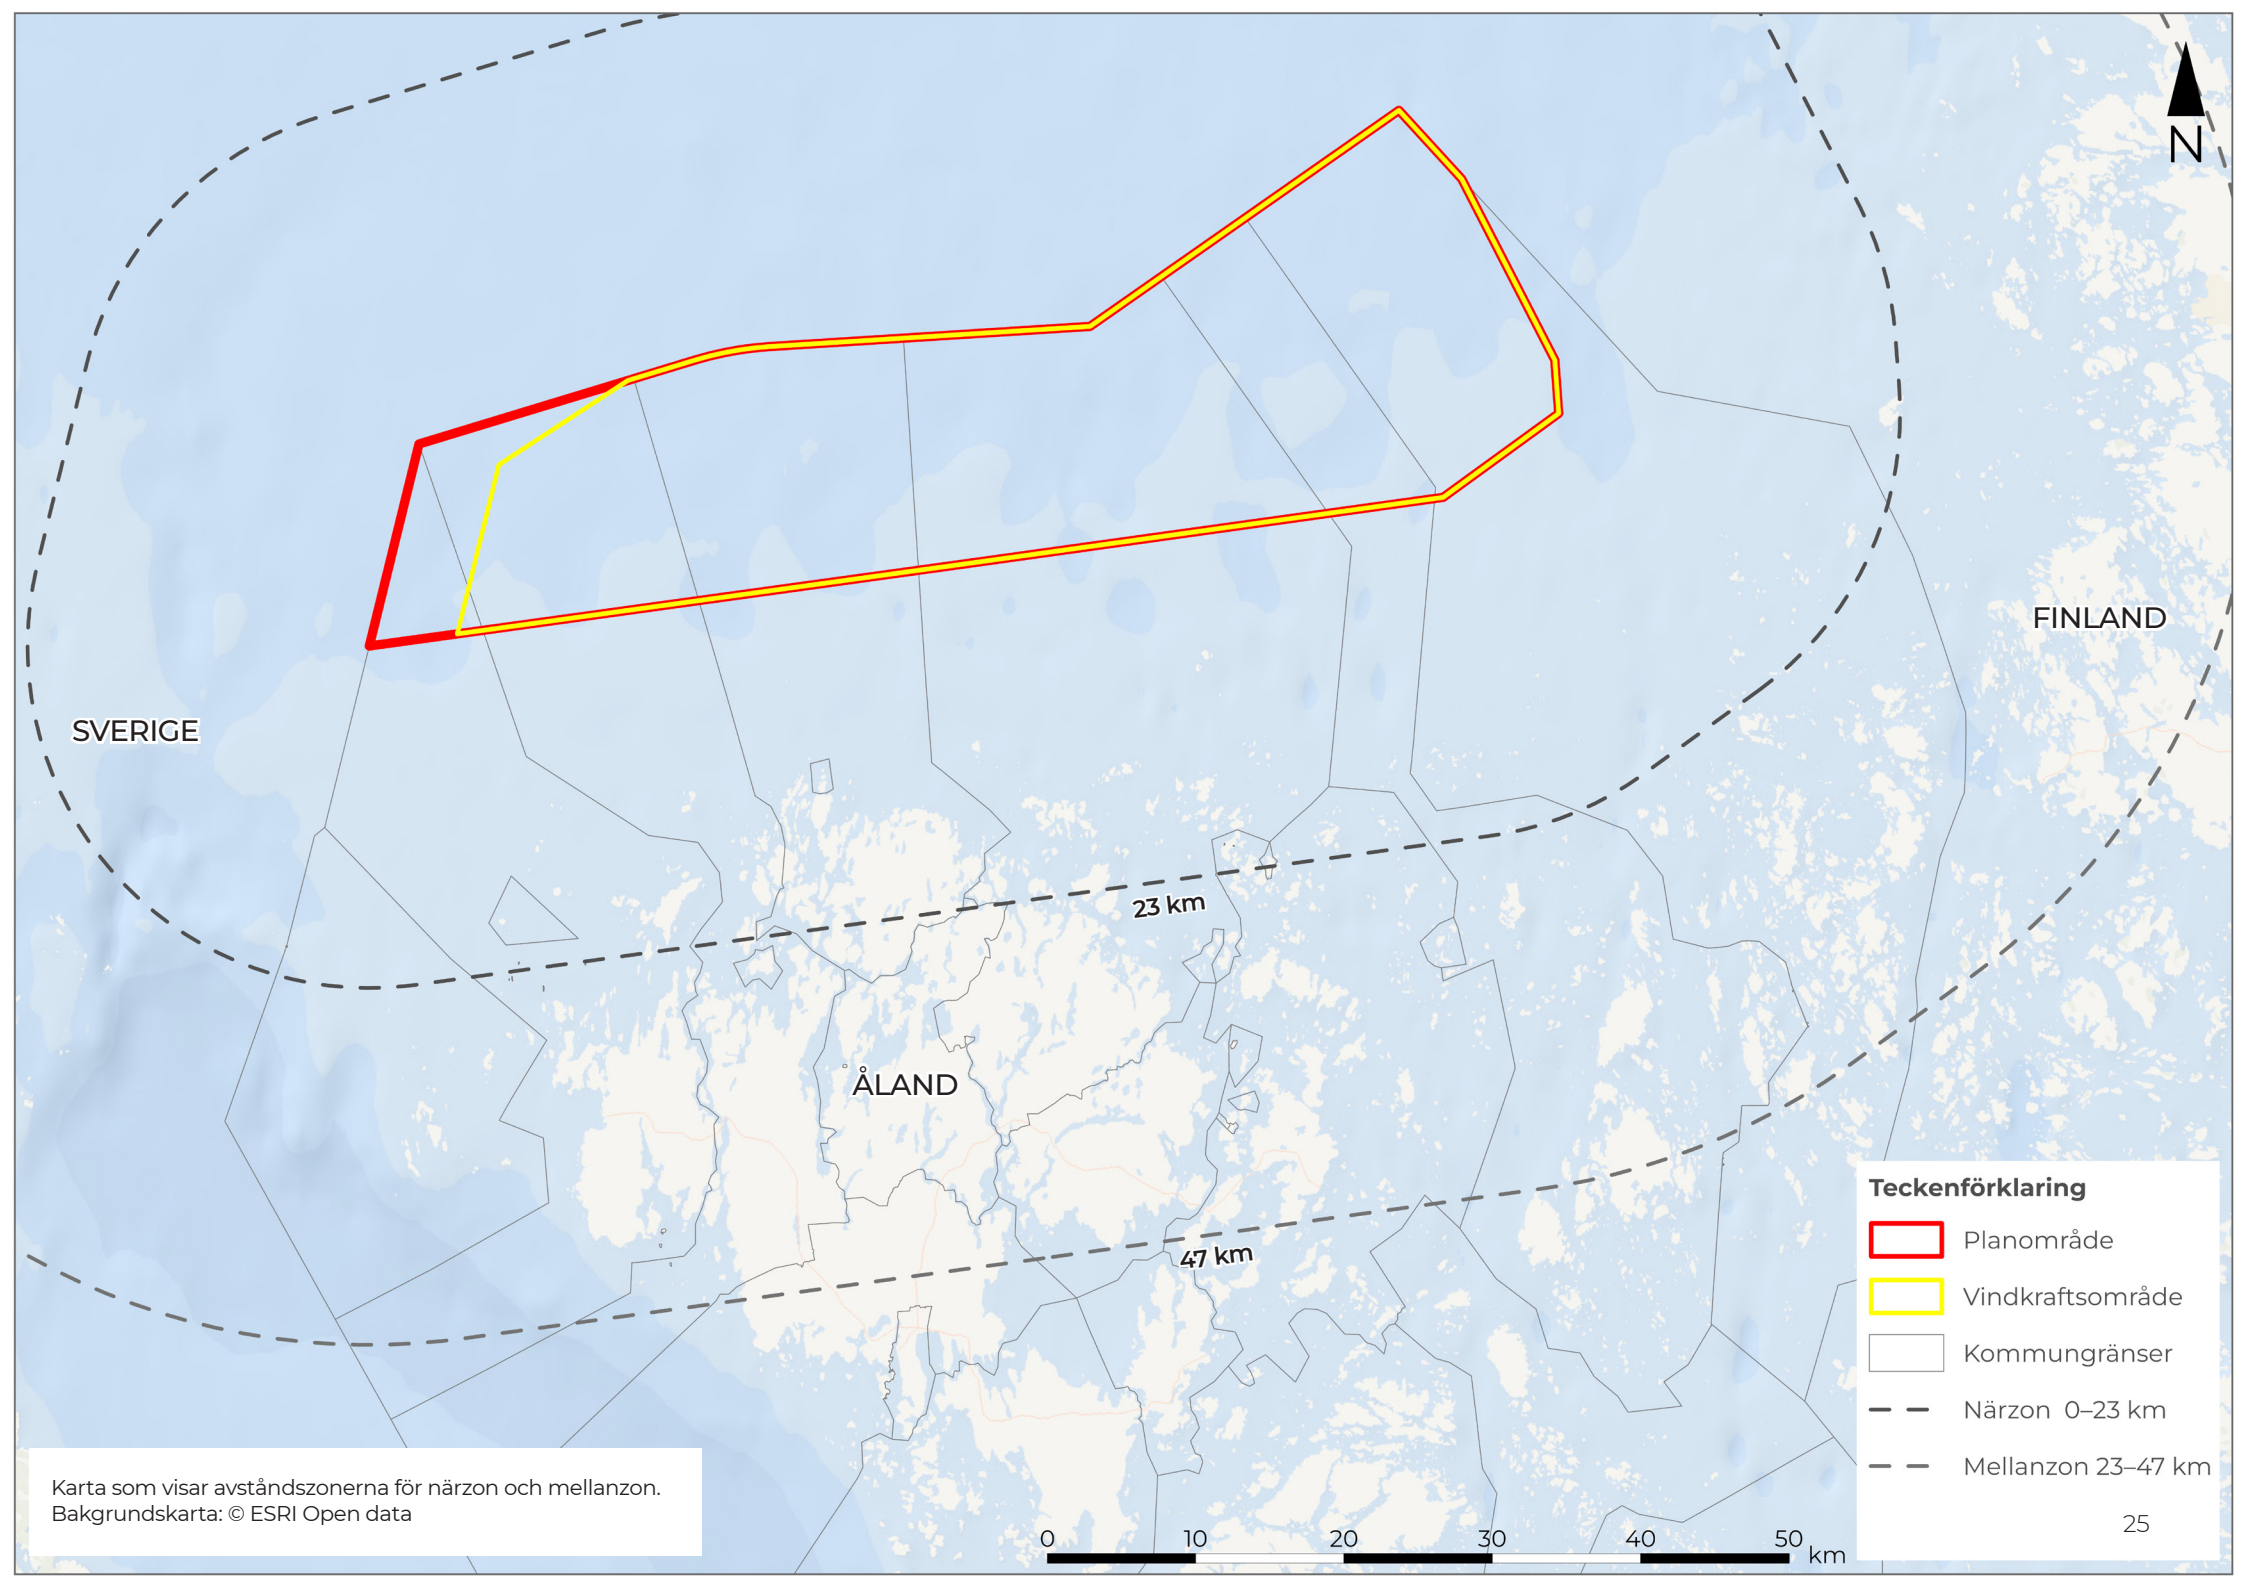 N
FINLAND
SVERIGE
23 km
ÅLAND
47 km
Teckenförklaring
Planområde
Vindkraftsområde
Kommungränser
Närzon 0–23 km
Mellanzon 23–47 km
25
Karta som visar avståndszonerna för närzon och mellanzon.
Bakgrundskarta: © ESRI Open data
0 10 20 30 40 50 km